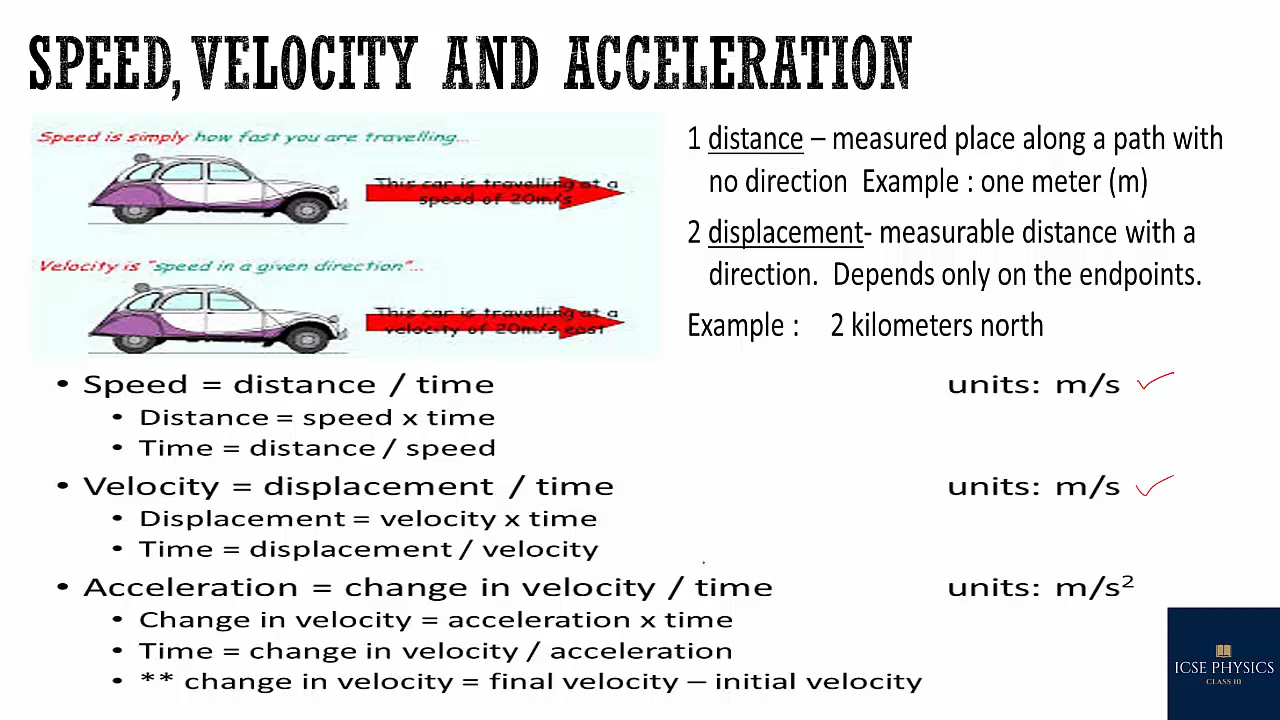 SPEED, VELOCITY AND ACCELERATION
Speed is simply how fast you are travelling...
This car is travelling at a
speed of 20m/s
Velocity is "speed in a given direction"...
This car is travelling at a
velocity of 20m/s east
1 distance – measured place along a path with
no direction Example : one meter (m)
2 displacement- measurable distance with a
direction. Depends only on the endpoints.
Example : 2 kilometers north
• Speed = distance / time units: m/s
• Distance = speed x time
• Time = distance / speed
• Velocity = displacement / time units: m/s
• Displacement = velocity x time
• Time = displacement / velocity
• Acceleration = change in velocity / time units: m/s²
• Change in velocity = acceleration x time
• Time = change in velocity / acceleration
• ** change in velocity = final velocity – initial velocity
ICSE PHYSICS
CLASS 10